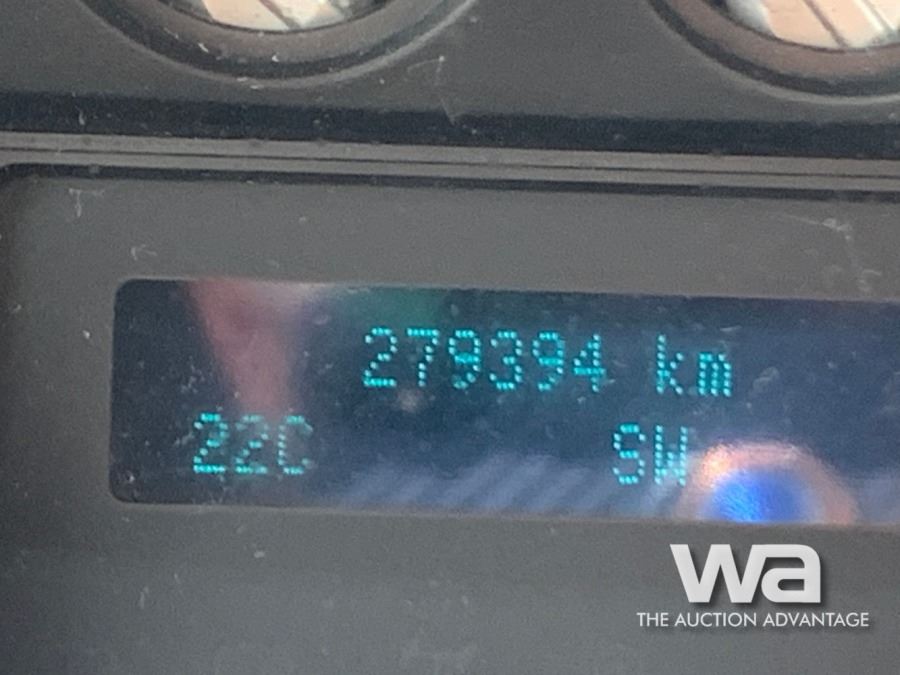 279394 km
22C SW
wa
THE AUCTION ADVANTAGE